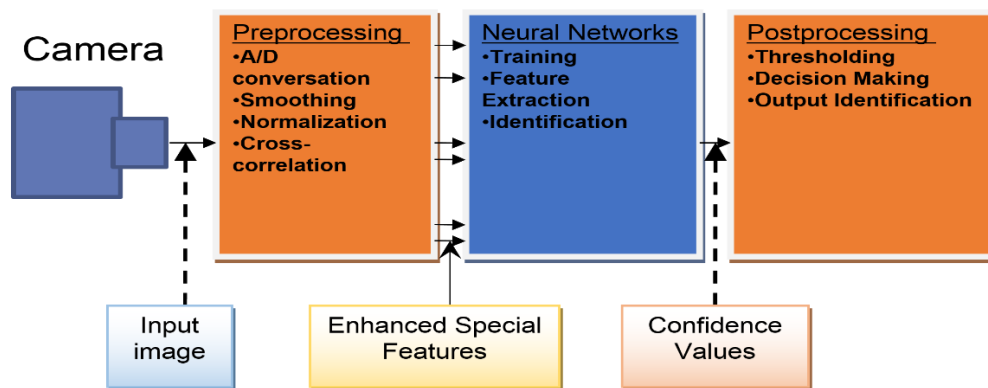 Camera
Preprocessing
•A/D
conversation
•Smoothing
•Normalization
•Cross-
correlation
Neural Networks
•Training
•Feature
Extraction
•Identification
Postprocessing
•Thresholding
•Decision Making
•Output Identification
Input
image
Enhanced Special
Features
Confidence
Values